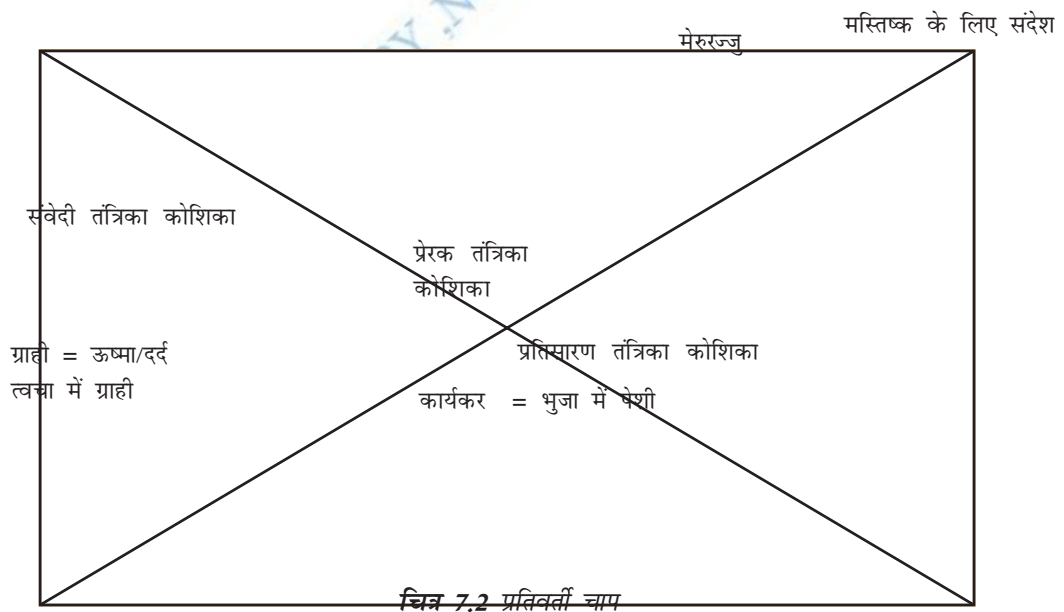 मस्तिष्क के लिए संदेश
मेरुरज्जु
संवेदी तंत्रिका कोशिका
प्रेरक तंत्रिका
कोशिका
ग्राही = ऊष्मा/दर्द
त्वचा में ग्राही
प्रतिसारण तंत्रिका कोशिका
कार्यकर = भुजा में पेशी
चित्र 7.2 प्रतिवर्ती चाप